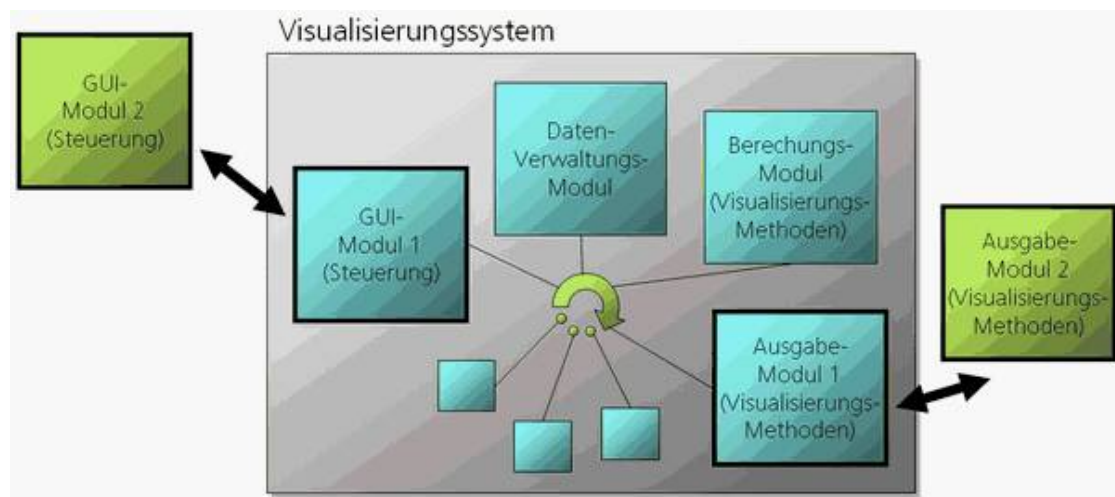 Visualisierungssystem
GUI-
Modul 2
(Steuerung)
GUI-
Modul 1
(Steuerung)
Daten-
Verwaltungs-
Modul
Berechungs-
Modul
(Visualisierungs-
Methoden)
Ausgabe-
Modul 1
(Visualisierungs-
Methoden)
Ausgabe-
Modul 2
(Visualisierungs-
Methoden)